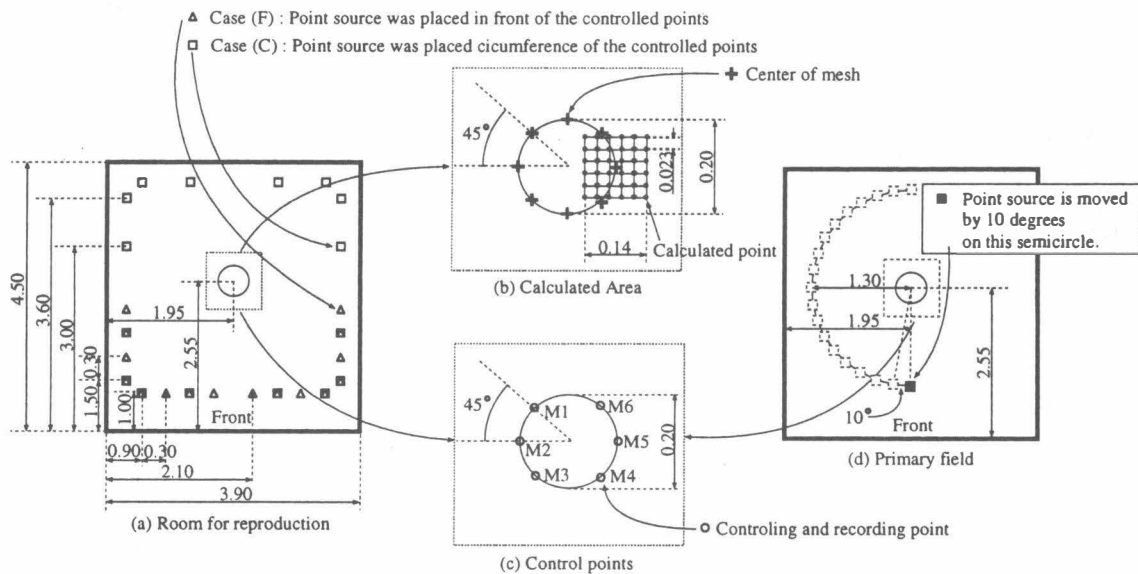 Case (F) : Point source was placed in front of the controlled points
Case (C) : Point source was placed cicumference of the controlled points
Center of mesh
45°
0.023
0.20
0.14
Calculated point
(b) Calculated Area
4.50
3.60
3.00
1.50
0.30
1.00
1.95
2.55
Front
0.90
0.30
2.10
3.90
(a) Room for reproduction
45°
M1
M2
M3
M4
M5
M6
0.20
Controling and recording point
(c) Control points
Point source is moved
by 10 degrees
on this semicircle.
1.30
1.95
2.55
10°
Front
(d) Primary field